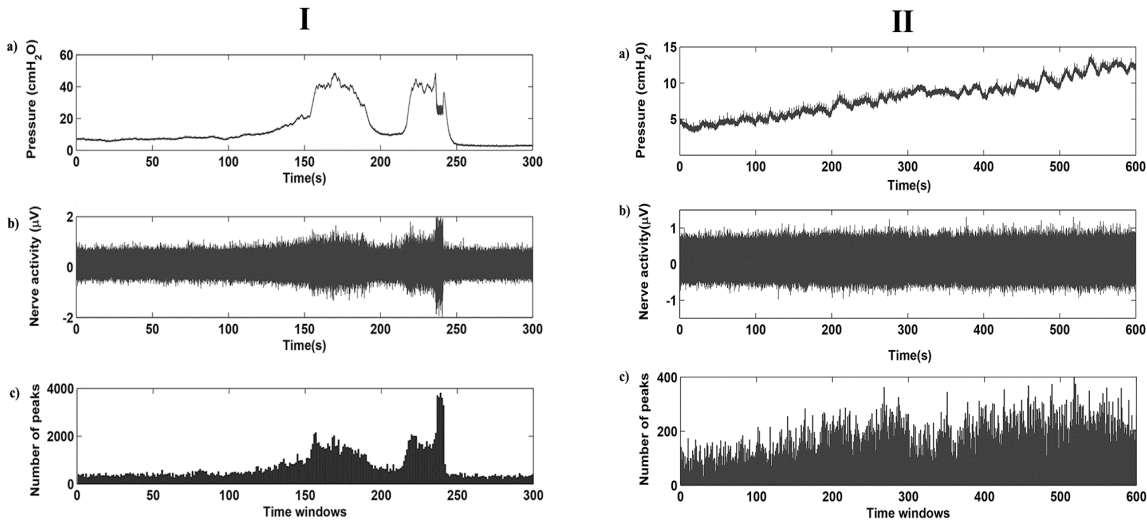 I
a)
Pressure (cmH₂O)
60
40
20
0
0 50 100 150 200 250 300
Time(s)
b)
Nerve activity (μV)
2
0
-2
0 50 100 150 200 250 300
Time(s)
c)
Number of peaks
4000
2000
0
0 50 100 150 200 250 300
Time windows
II
a)
Pressure (cmH₂0)
15
10
5
0 100 200 300 400 500 600
Time(s)
b)
Nerve activity(μV)
1
0
-1
0 100 200 300 400 500 600
Time(s)
c)
Number of peaks
400
200
0
0 100 200 300 400 500 600
Time windows